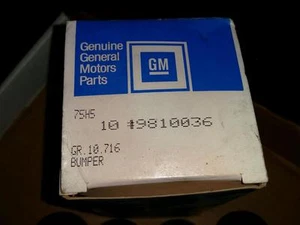 Genuine
General
Motors
Parts
GM
75H5
10 #9810036
GR.10.716
BUMPER